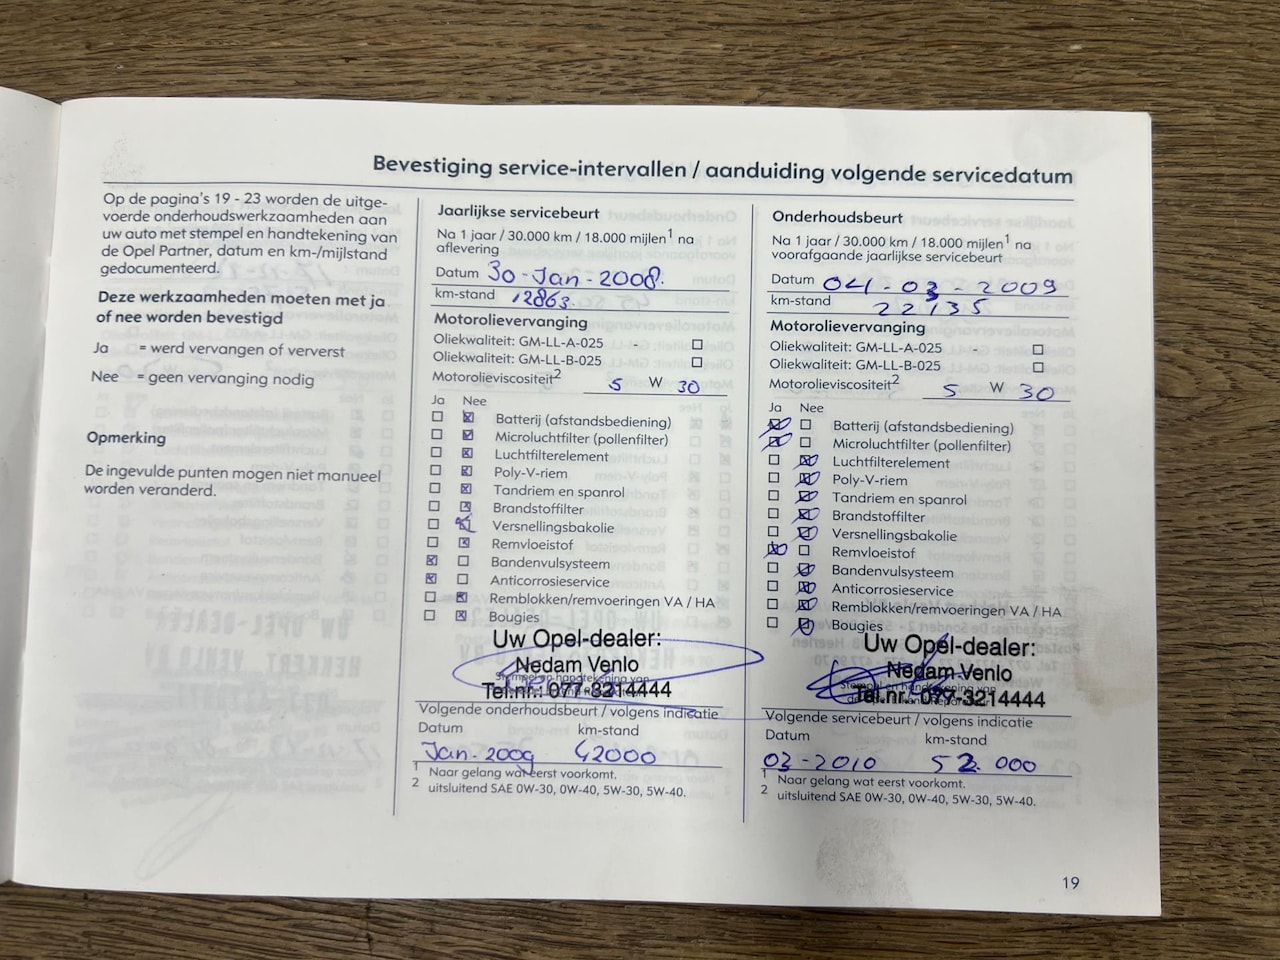 Bevestiging service-intervallen / aanduiding volgende servicedatum
Op de pagina's 19 - 23 worden de uitge-
voerde onderhoudswerkzaamheden aan
uw auto met stempel en handtekening van
de Opel Partner, datum en km-/mijlstand
gedocumenteerd.
Deze werkzaamheden moeten met ja
of nee worden bevestigd
Ja = werd vervangen of ververst
Nee = geen vervanging nodig
Opmerking
De ingevulde punten mogen niet manueel
worden veranderd.
Jaarlijkse servicebeurt
Na 1 jaar / 30.000 km / 18.000 mijlen1 na
aflevering
Datum 30-Jan-2008.
km-stand 12863.
Motorolievervanging
Oliekwaliteit: GM-LL-A-025 -
Oliekwaliteit: GM-LL-B-025
Motorolieviscositeit2 5 W 30
Ja Nee
Batterij (afstandsbediening)
Microluchtfilter (pollenfilter)
Luchtfilterelement
Poly-V-riem
Tandriem en spanrol
Brandstoffilter
Versnellingsbakolie
Remvloeistof
Bandenvulsysteem
Anticorrosieservice
Remblokken/remvoeringen VA / HA
Bougies
Uw Opel-dealer:
Nedam Venlo
Stempel en handtekening van
Tel.nr.: 077-3214444
Volgende onderhoudsbeurt / volgens indicatie
Datum km-stand
Jan-2009 42000
1 Naar gelang wat eerst voorkomt.
2 uitsluitend SAE 0W-30, 0W-40, 5W-30, 5W-40.
Onderhoudsbeurt
Na 1 jaar / 30.000 km / 18.000 mijlen1 na
voorafgaande jaarlijkse servicebeurt
Datum 04-03-2009
km-stand 22135
Motorolievervanging
Oliekwaliteit: GM-LL-A-025 -
Oliekwaliteit: GM-LL-B-025
Motorolieviscositeit2 5 W 30
Ja Nee
Batterij (afstandsbediening)
Microluchtfilter (pollenfilter)
Luchtfilterelement
Poly-V-riem
Tandriem en spanrol
Brandstoffilter
Versnellingsbakolie
Remvloeistof
Bandenvulsysteem
Anticorrosieservice
Remblokken/remvoeringen VA / HA
Bougies
Uw Opel-dealer:
Nedam Venlo
Stempel en handtekening van
Tel.nr.: 077-3214444
Volgende servicebeurt / volgens indicatie
Datum km-stand
03-2010 52.000
1 Naar gelang wat eerst voorkomt.
2 uitsluitend SAE 0W-30, 0W-40, 5W-30, 5W-40.
19